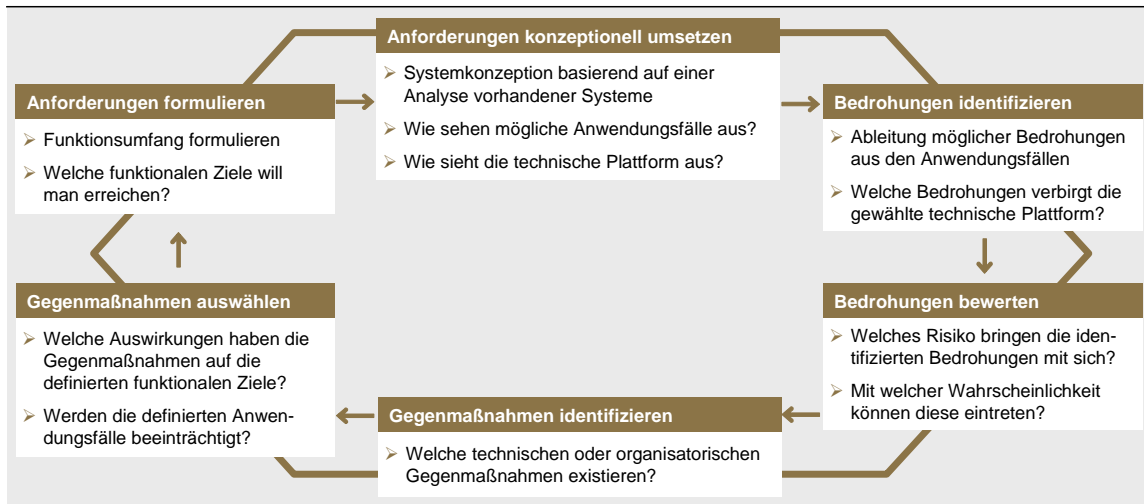 Anforderungen konzeptionell umsetzen
Systemkonzeption basierend auf einer
Analyse vorhandener Systeme
Wie sehen mögliche Anwendungsfälle aus?
Wie sieht die technische Plattform aus?
Anforderungen formulieren
Funktionsumfang formulieren
Welche funktionalen Ziele will
man erreichen?
Bedrohungen identifizieren
Ableitung möglicher Bedrohungen
aus den Anwendungsfällen
Welche Bedrohungen verbirgt die
gewählte technische Plattform?
Gegenmaßnahmen auswählen
Welche Auswirkungen haben die
Gegenmaßnahmen auf die
definierten funktionalen Ziele?
Werden die definierten Anwen-
dungsfälle beeinträchtigt?
Bedrohungen bewerten
Welches Risiko bringen die iden-
tifizierten Bedrohungen mit sich?
Mit welcher Wahrscheinlichkeit
können diese eintreten?
Gegenmaßnahmen identifizieren
Welche technischen oder organisatorischen
Gegenmaßnahmen existieren?